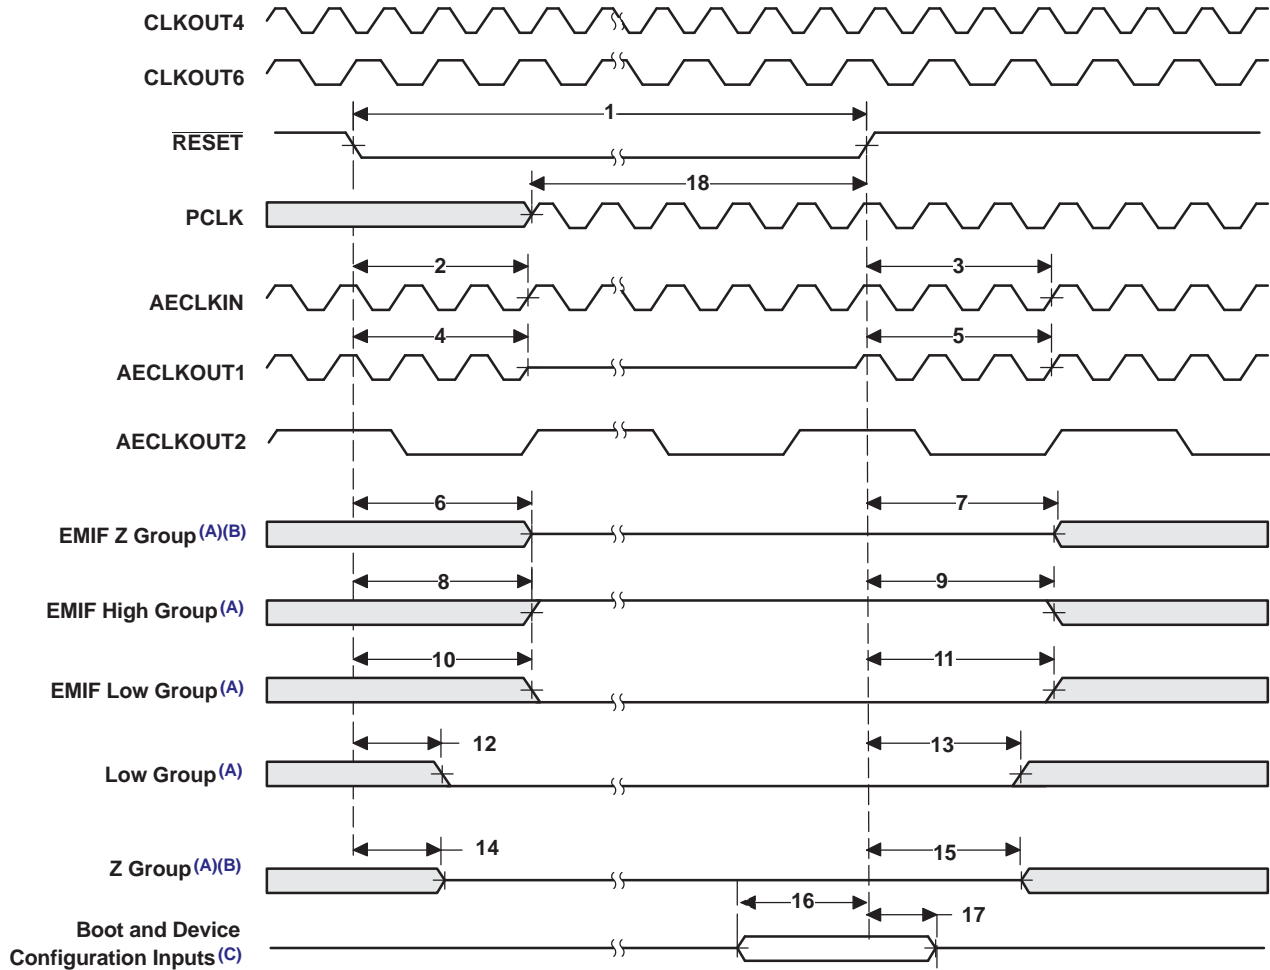 CLKOUT4
CLKOUT6
1
RESET
18
PCLK
2
3
AECLKIN
4
5
AECLKOUT1
AECLKOUT2
6
7
EMIF Z Group (A)(B)
8
9
EMIF High Group (A)
10
11
EMIF Low Group (A)
12
13
Low Group (A)
14
15
Z Group (A)(B)
16
17
Boot and Device
Configuration Inputs (C)